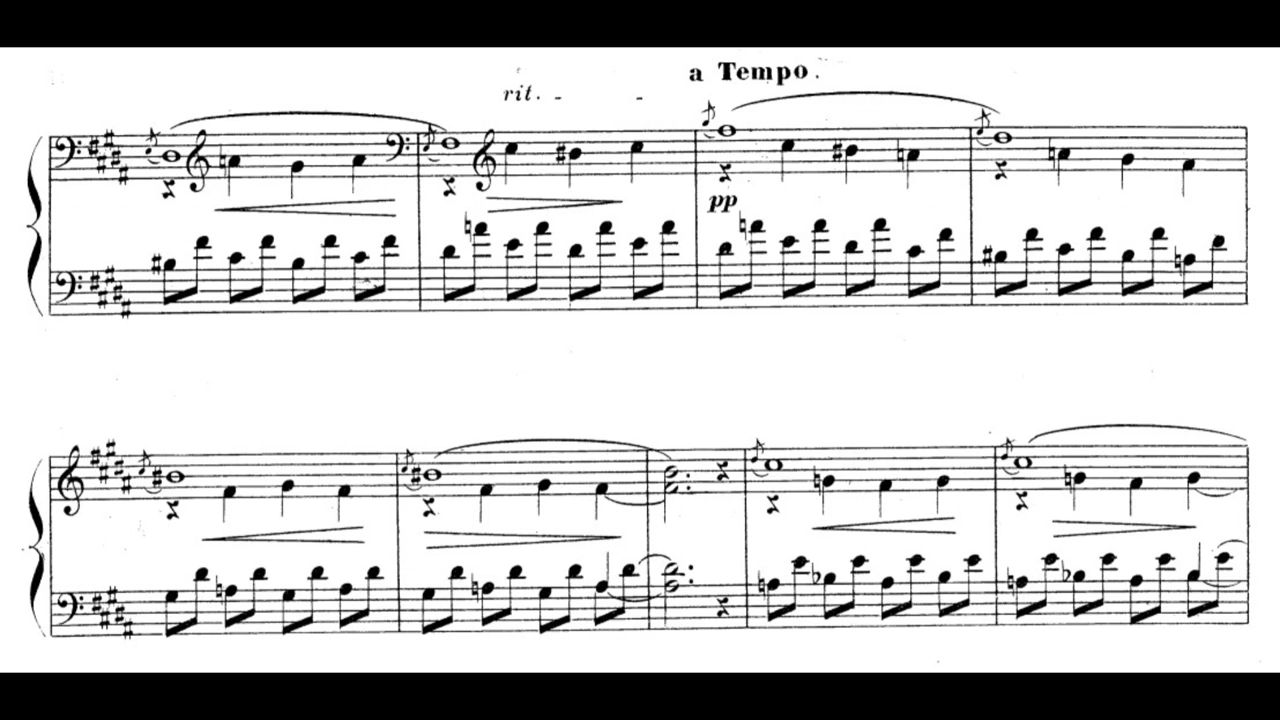 a Tempo.
rit. - -
pp